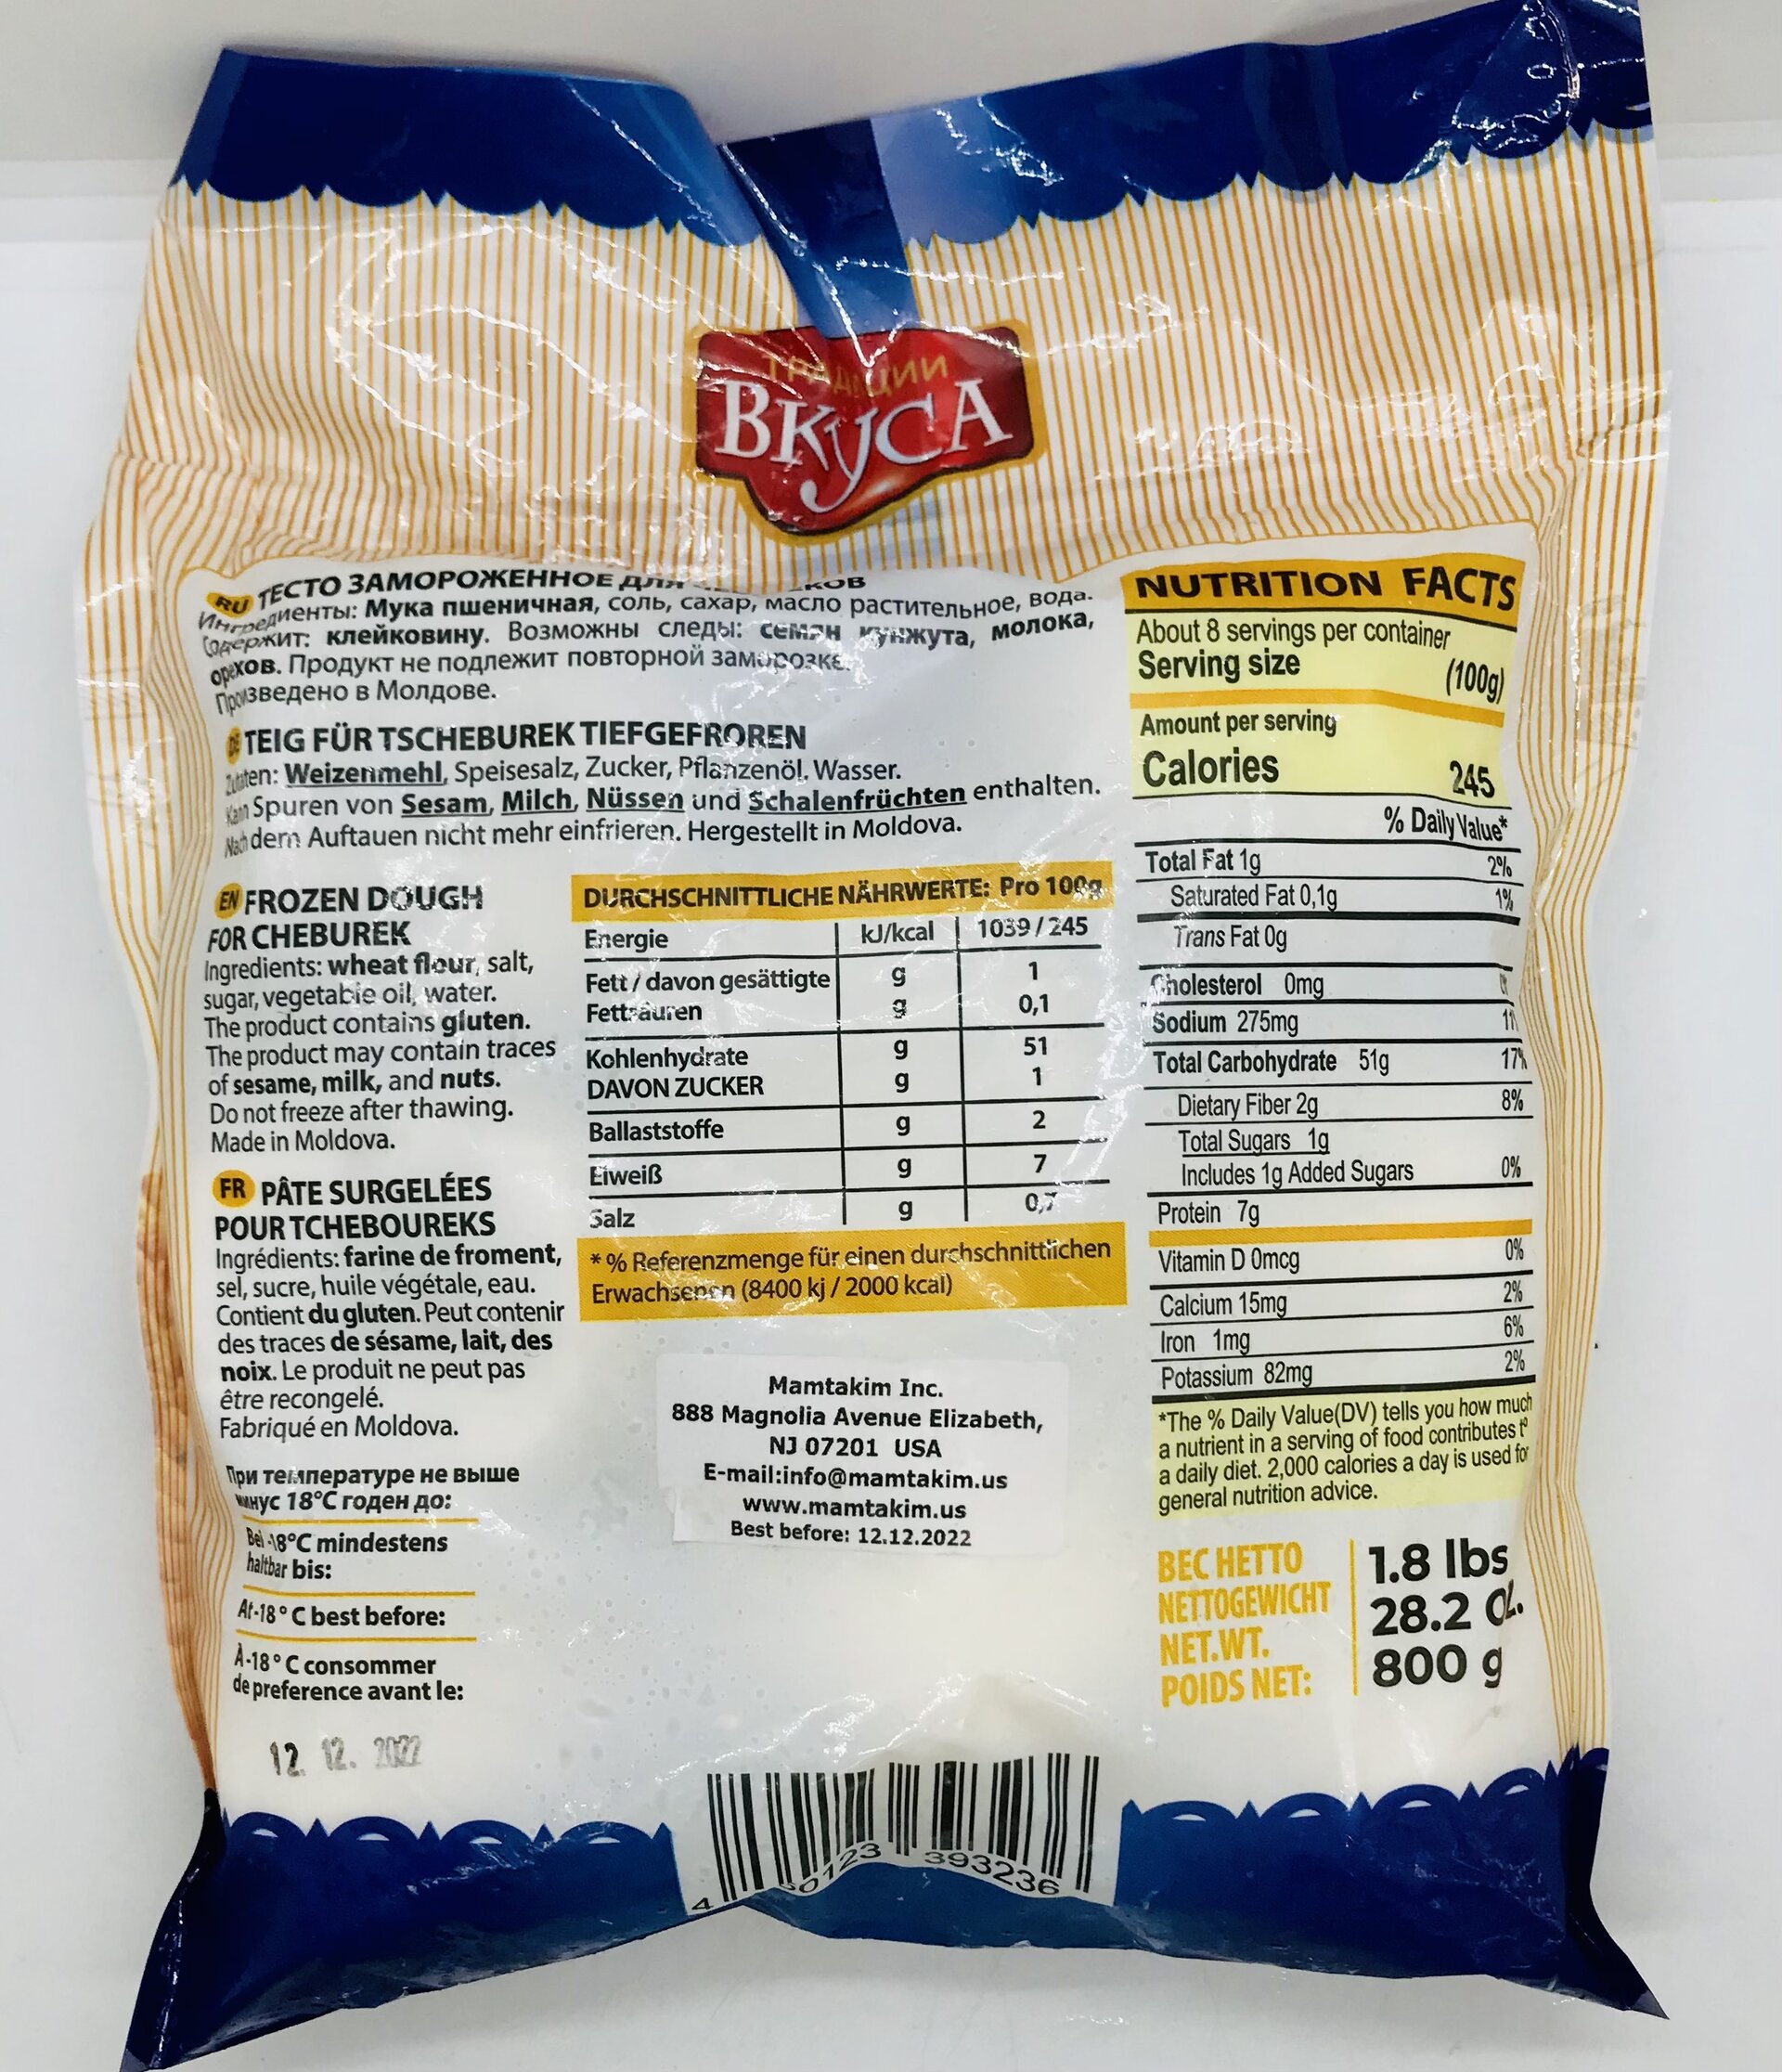 ТРАДИЦИИ
ВКУСА
RU ТЕСТО ЗАМОРОЖЕННОЕ ДЛЯ
Ингредиенты: Мука пшеничная, соль, сахар, масло растительное, вода.
Содержит: клейковину. Возможны следы: семян кунжута, молока,
орехов. Продукт не подлежит повторной заморозке.
Произведено в Молдове.
DE TEIG FÜR TSCHEBUREK TIEFGEFROREN
Zutaten: Weizenmehl, Speisesalz, Zucker, Pflanzenöl, Wasser.
Kann Spuren von Sesam, Milch, Nüssen und Schalenfrüchten enthalten.
Nach dem Auftauen nicht mehr einfrieren. Hergestellt in Moldova.
EN FROZEN DOUGH
FOR CHEBUREK
Ingredients: wheat flour, salt,
sugar, vegetable oil, water.
The product contains gluten.
The product may contain traces
of sesame, milk, and nuts.
Do not freeze after thawing.
Made in Moldova.
FR PÂTE SURGELÉES
POUR TCHEBOUREKS
Ingrédients: farine de froment,
sel, sucre, huile végétale, eau.
Contient du gluten. Peut contenir
des traces de sésame, lait, des
noix. Le produit ne peut pas
être recongelé.
Fabriqué en Moldova.
При температуре не выше
минус 18°C годен до:
Bei -18°C mindestens
haltbar bis:
At-18°C best before:
À-18°C consommer
de preference avant le:
12. 12. 2022
DURCHSCHNITTLICHE NÄHRWERTE: Pro 100g
Energie kJ/kcal 1039 / 245
Fett / davon gesättigte g 1
Fettsäuren g 0,1
Kohlenhydrate g 51
DAVON ZUCKER g 1
Ballaststoffe g 2
Eiweiß g 7
Salz g 0,7
* % Referenzmenge für einen durchschnittlichen
Erwachsenen (8400 kj / 2000 kcal)
Mamtakim Inc.
888 Magnolia Avenue Elizabeth,
NJ 07201 USA
E-mail:info@mamtakim.us
www.mamtakim.us
Best before: 12.12.2022
NUTRITION FACTS
About 8 servings per container
Serving size (100g)
Amount per serving
Calories 245
% Daily Value*
Total Fat 1g 2%
Saturated Fat 0,1g 1%
Trans Fat 0g
Cholesterol 0mg
Sodium 275mg
Total Carbohydrate 51g 17%
Dietary Fiber 2g 8%
Total Sugars 1g
Includes 1g Added Sugars 0%
Protein 7g
Vitamin D 0mcg 0%
Calcium 15mg 2%
Iron 1mg 6%
Potassium 82mg 2%
*The % Daily Value(DV) tells you how much
a nutrient in a serving of food contributes to
a daily diet. 2,000 calories a day is used for
general nutrition advice.
ВЕС НЕТТО
NETTOGEWICHT
NET.WT.
POIDS NET:
1.8 lbs
28.2 OZ.
800 g
393236